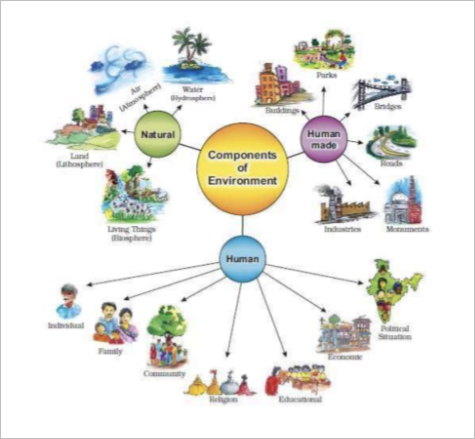 Components
of
Environment
Natural
Air
(Atmosphere)
Water
(Hydrosphere)
Land
(Lithosphere)
Living Things
(Biosphere)
Human
made
Buildings
Parks
Bridges
Roads
Industries
Monuments
Human
Individual
Family
Community
Religion
Educational
Economic
Political
Situation